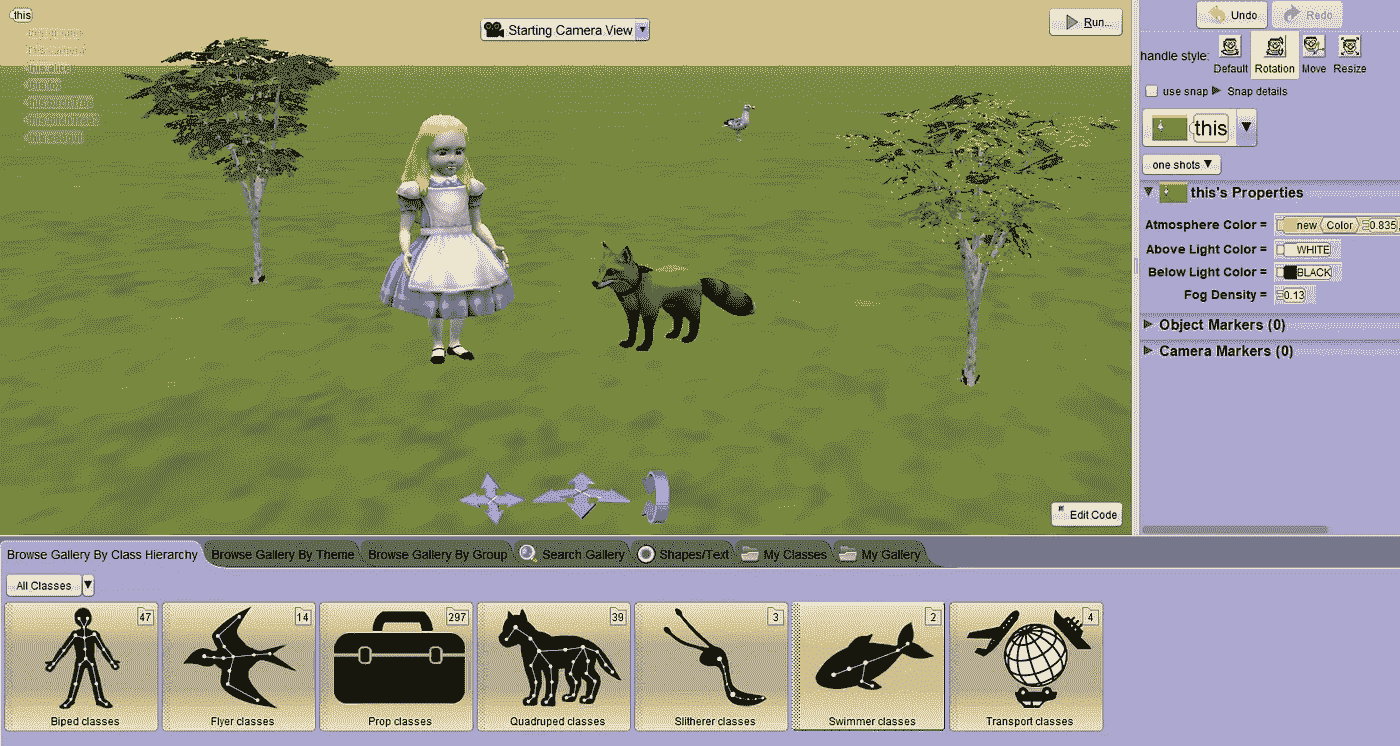 this
Starting Camera View
Run...
Undo
Redo
handle style:
Default
Rotation
Move
Resize
use snap
Snap details
this
one shots
this's Properties
Atmosphere Color = new Color 0.835,
Above Light Color = WHITE
Below Light Color = BLACK
Fog Density = 0.13
Object Markers (0)
Camera Markers (0)
Edit Code
Browse Gallery By Class Hierarchy
Browse Gallery By Theme
Browse Gallery By Group
Search Gallery
Shapes/Text
My Classes
My Gallery
All Classes
47
Biped classes
14
Flyer classes
297
Prop classes
39
Quadruped classes
3
Slitherer classes
2
Swimmer classes
4
Transport classes